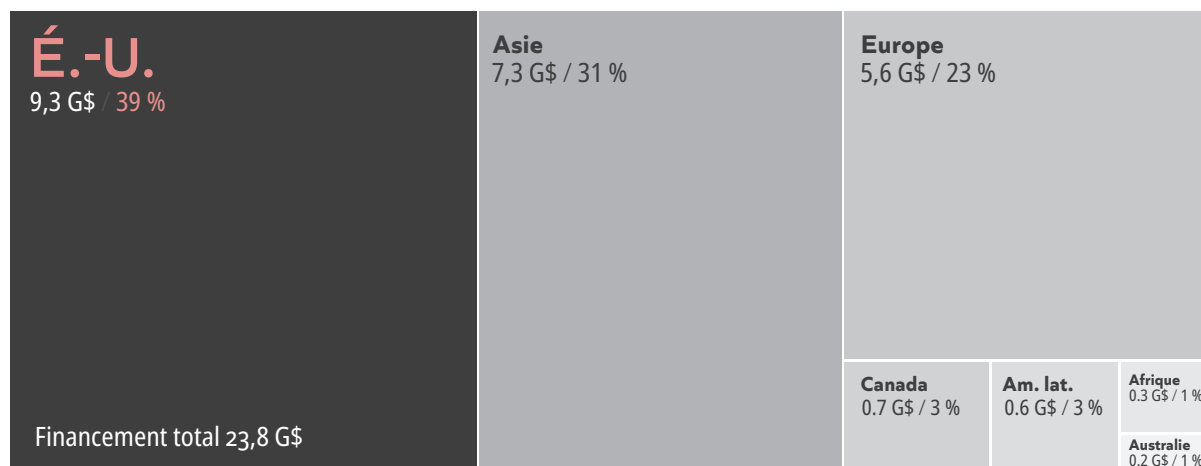 É.-U.
9,3 G$ / 39 %
Financement total 23,8 G$
Asie
7,3 G$ / 31 %
Europe
5,6 G$ / 23 %
Canada
0.7 G$ / 3 %
Am. lat.
0.6 G$ / 3 %
Afrique
0.3 G$ / 1 %
Australie
0.2 G$ / 1 %